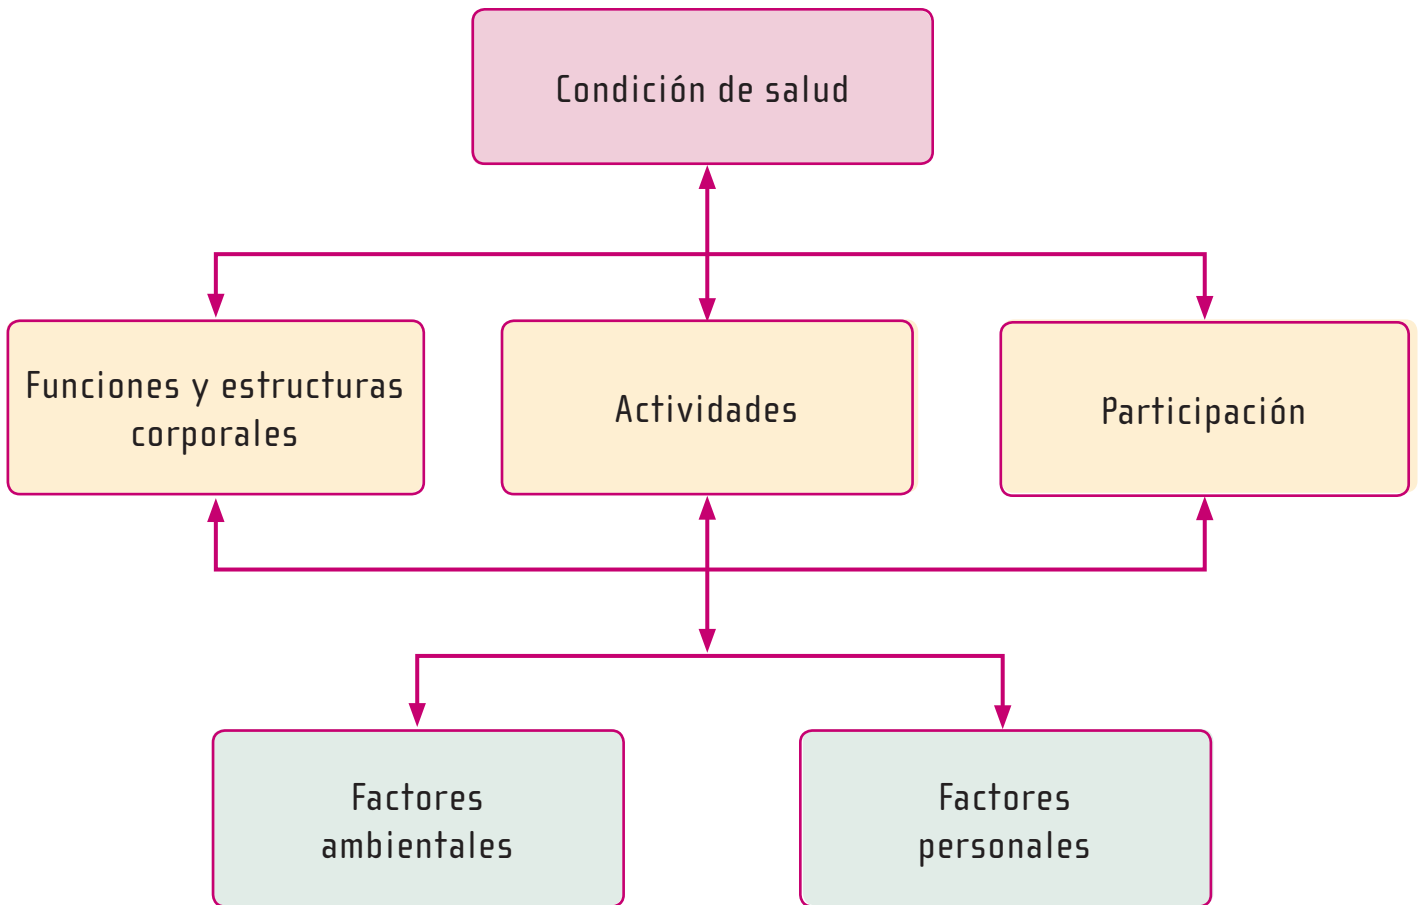 Condición de salud
Funciones y estructuras
corporales
Actividades
Participación
Factores
ambientales
Factores
personales